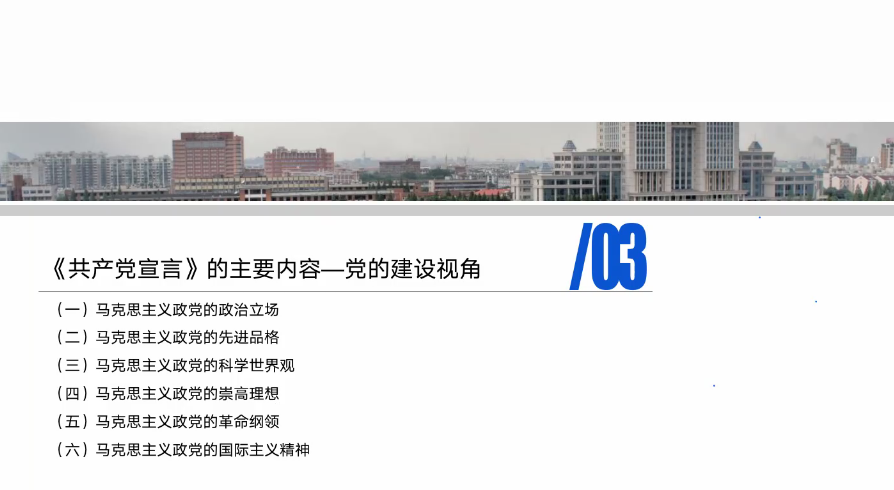 /03
《共产党宣言》的主要内容—党的建设视角
（一）马克思主义政党的政治立场
（二）马克思主义政党的先进品格
（三）马克思主义政党的科学世界观
（四）马克思主义政党的崇高理想
（五）马克思主义政党的革命纲领
（六）马克思主义政党的国际主义精神